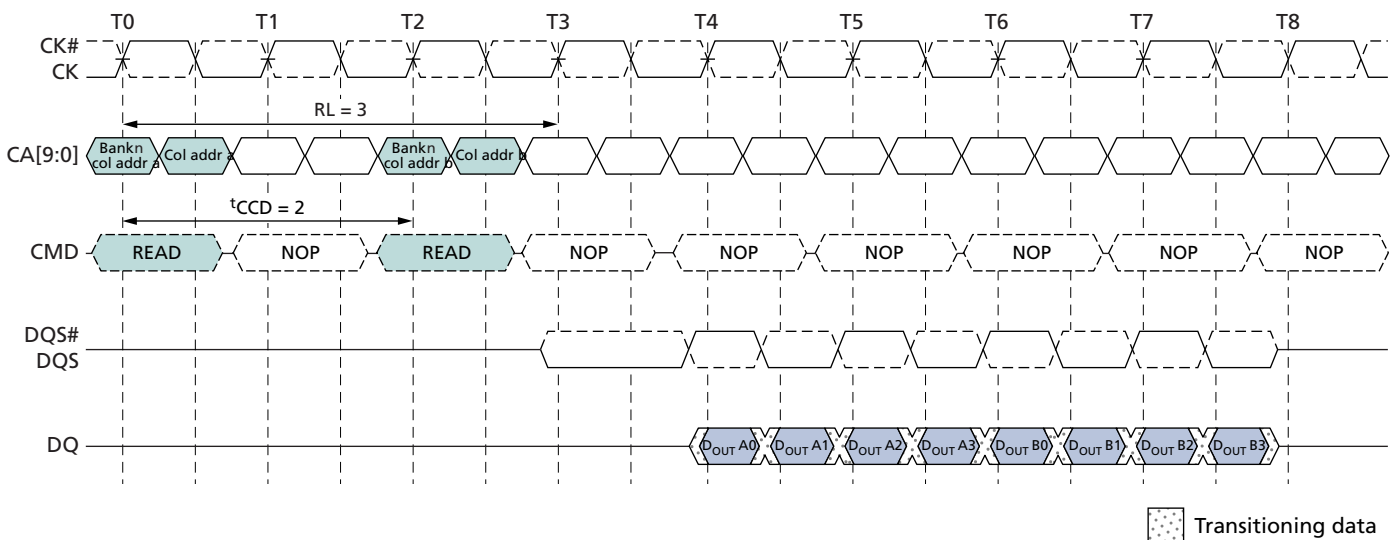 T0 T1 T2 T3 T4 T5 T6 T7 T8
CK#
CK
RL = 3
CA[9:0]
Bankn col addr a
Col addr a
Bankn col addr b
Col addr b
tCCD = 2
CMD READ NOP READ NOP NOP NOP NOP NOP NOP
DQS#
DQS
DQ DOUT A0 DOUT A1 DOUT A2 DOUT A3 DOUT B0 DOUT B1 DOUT B2 DOUT B3
Transitioning data